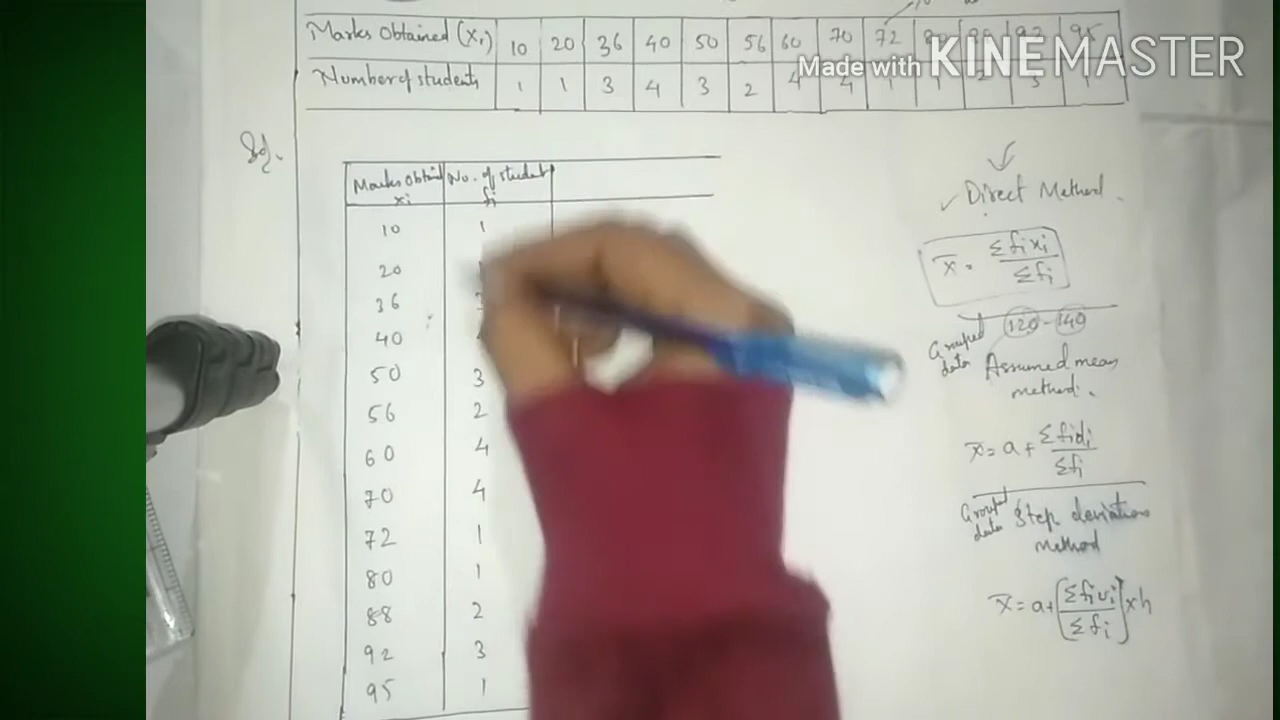 Marks Obtained (x₁) 10 20 36 40 50 56 60 70 72
Number of students 1 1 3 4 3 2 4 4 1 1 2 3 1
Made with KINEMASTER
Sol.
Marks Obtained xi No. of student fi
10 1
20
36
40
50 3
56 2
60 4
70 4
72 1
80 1
88 2
92 3
95 1
Direct Method
x̄ = Σfixi / Σfi
Grouped data 120 - 140
Assumed mean method.
x̄ = a + Σfidi / Σfi
Grouped data Step deviation Method
x̄ = a + (Σfiui / Σfi) x h